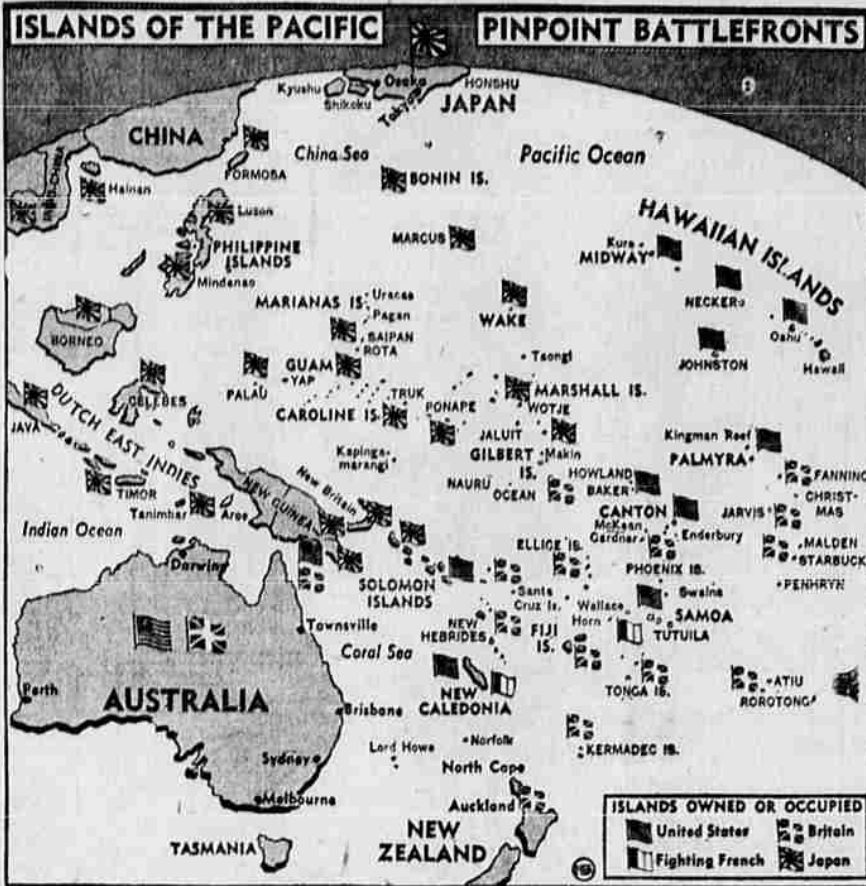 ISLANDS OF THE PACIFIC
PINPOINT BATTLEFRONTS
Kyushu
Osaka
HONSHU
Shikoku
Tokyo
JAPAN
CHINA
China Sea
Pacific Ocean
FORMOSA
INDO-CHINA
Hainan
BONIN IS.
Luson
MARCUS
HAWAIIAN ISLANDS
Kure
MIDWAY
PHILIPPINE
ISLANDS
Mindanao
NECKER
MARIANAS IS.
Uracas
Pagan
WAKE
Oahu
SAIPAN
ROTA
BORNEO
JOHNSTON
Hawaii
GUAM
Tsongi
PALAU
YAP
CELEBES
TRUK
MARSHALL IS.
WOTJE
CAROLINE IS.
PONAPE
JAVA
DUTCH EAST INDIES
JALUIT
Kingman Reef
GILBERT
IS.
Makin
PALMYRA
Kapinga-
marangi
New Britain
HOWLAND
FANNING
NAURU
OCEAN
BAKER
CHRIST-
MAS
TIMOR
NEW GUINEA
CANTON
JARVIS
Tanimbar
Aroe
McKean
Gardner
Enderbury
Indian Ocean
MALDEN
STARBUCK
ELLICE IS.
PHOENIX IS.
Darwin
SOLOMON
ISLANDS
PENHRYN
Santa
Cruz Is.
Swains
Wallace
Horn
SAMOA
TUTUILA
Townsville
NEW
HEBRIDES
FIJI
IS.
Coral Sea
ATIU
ROROTONG
TONGA IS.
Perth
AUSTRALIA
NEW
CALEDONIA
Brisbane
Lord Howe
Norfolk
KERMADEC IS.
Sydney
North Cape
Melbourne
Auckland
NEW
ZEALAND
TASMANIA
ISLANDS OWNED OR OCCUPIED
United States
Britain
Fighting French
Japan